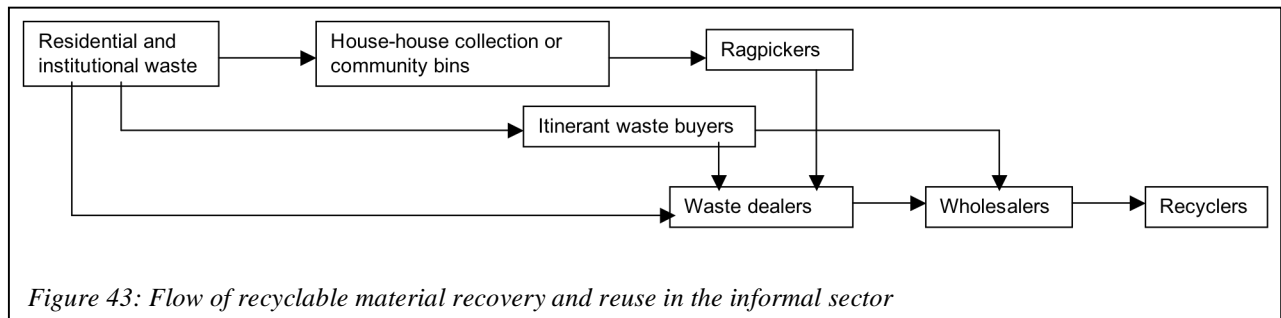 Residential and
institutional waste
House-house collection or
community bins
Ragpickers
Itinerant waste buyers
Waste dealers
Wholesalers
Recyclers
Figure 43: Flow of recyclable material recovery and reuse in the informal sector